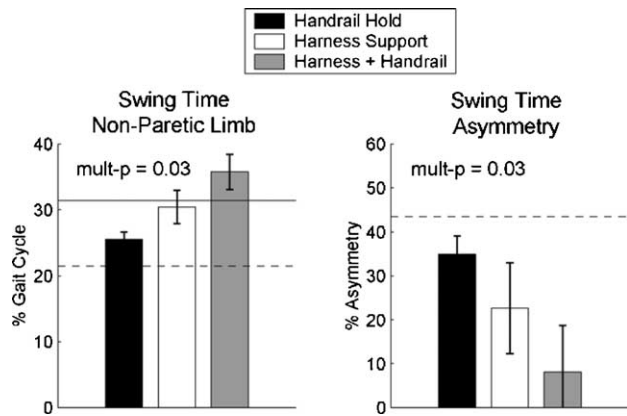 Handrail Hold
Harness Support
Harness + Handrail
Swing Time
Non-Paretic Limb
mult-p = 0.03
% Gait Cycle
40
30
20
10
0
Swing Time
Asymmetry
mult-p = 0.03
% Asymmetry
60
50
40
30
20
10
0